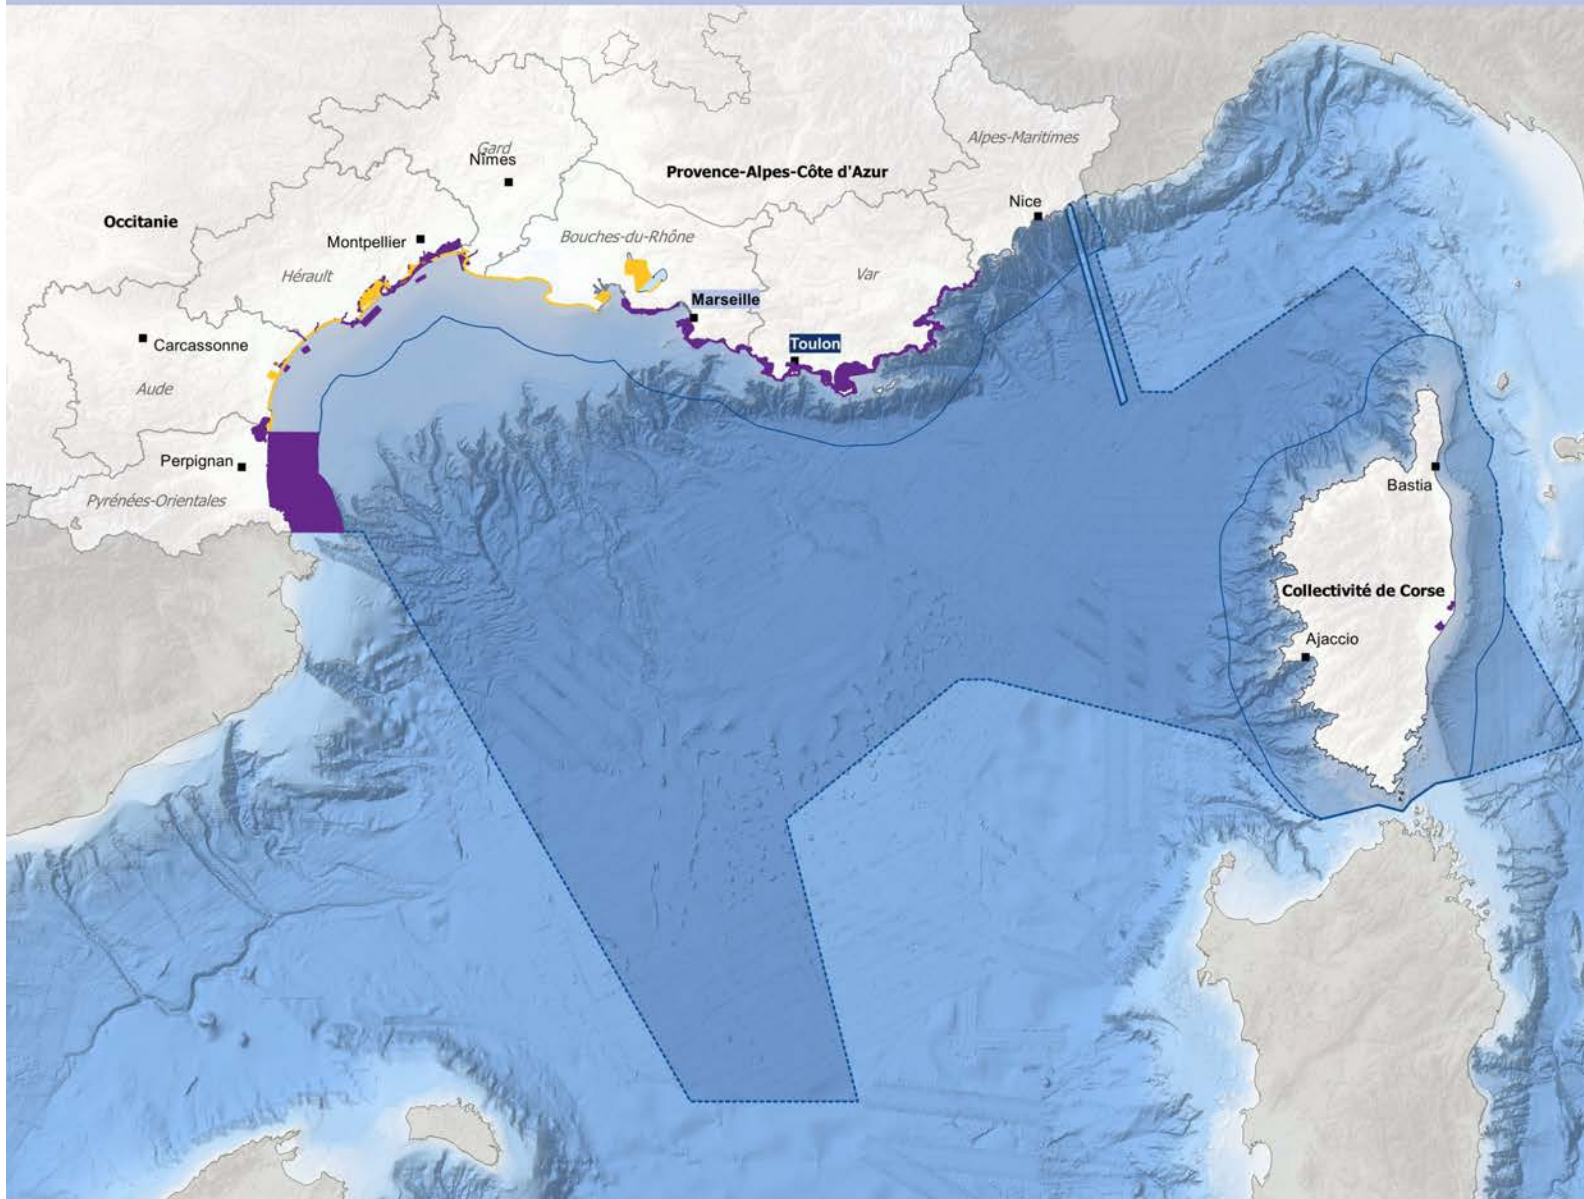 Alpes-Maritimes
Gard
Nîmes
Provence-Alpes-Côte d'Azur
Nice
Occitanie
Montpellier
Bouches-du-Rhône
Hérault
Var
Marseille
Toulon
Carcassonne
Aude
Perpignan
Pyrénées-Orientales
Bastia
Collectivité de Corse
Ajaccio